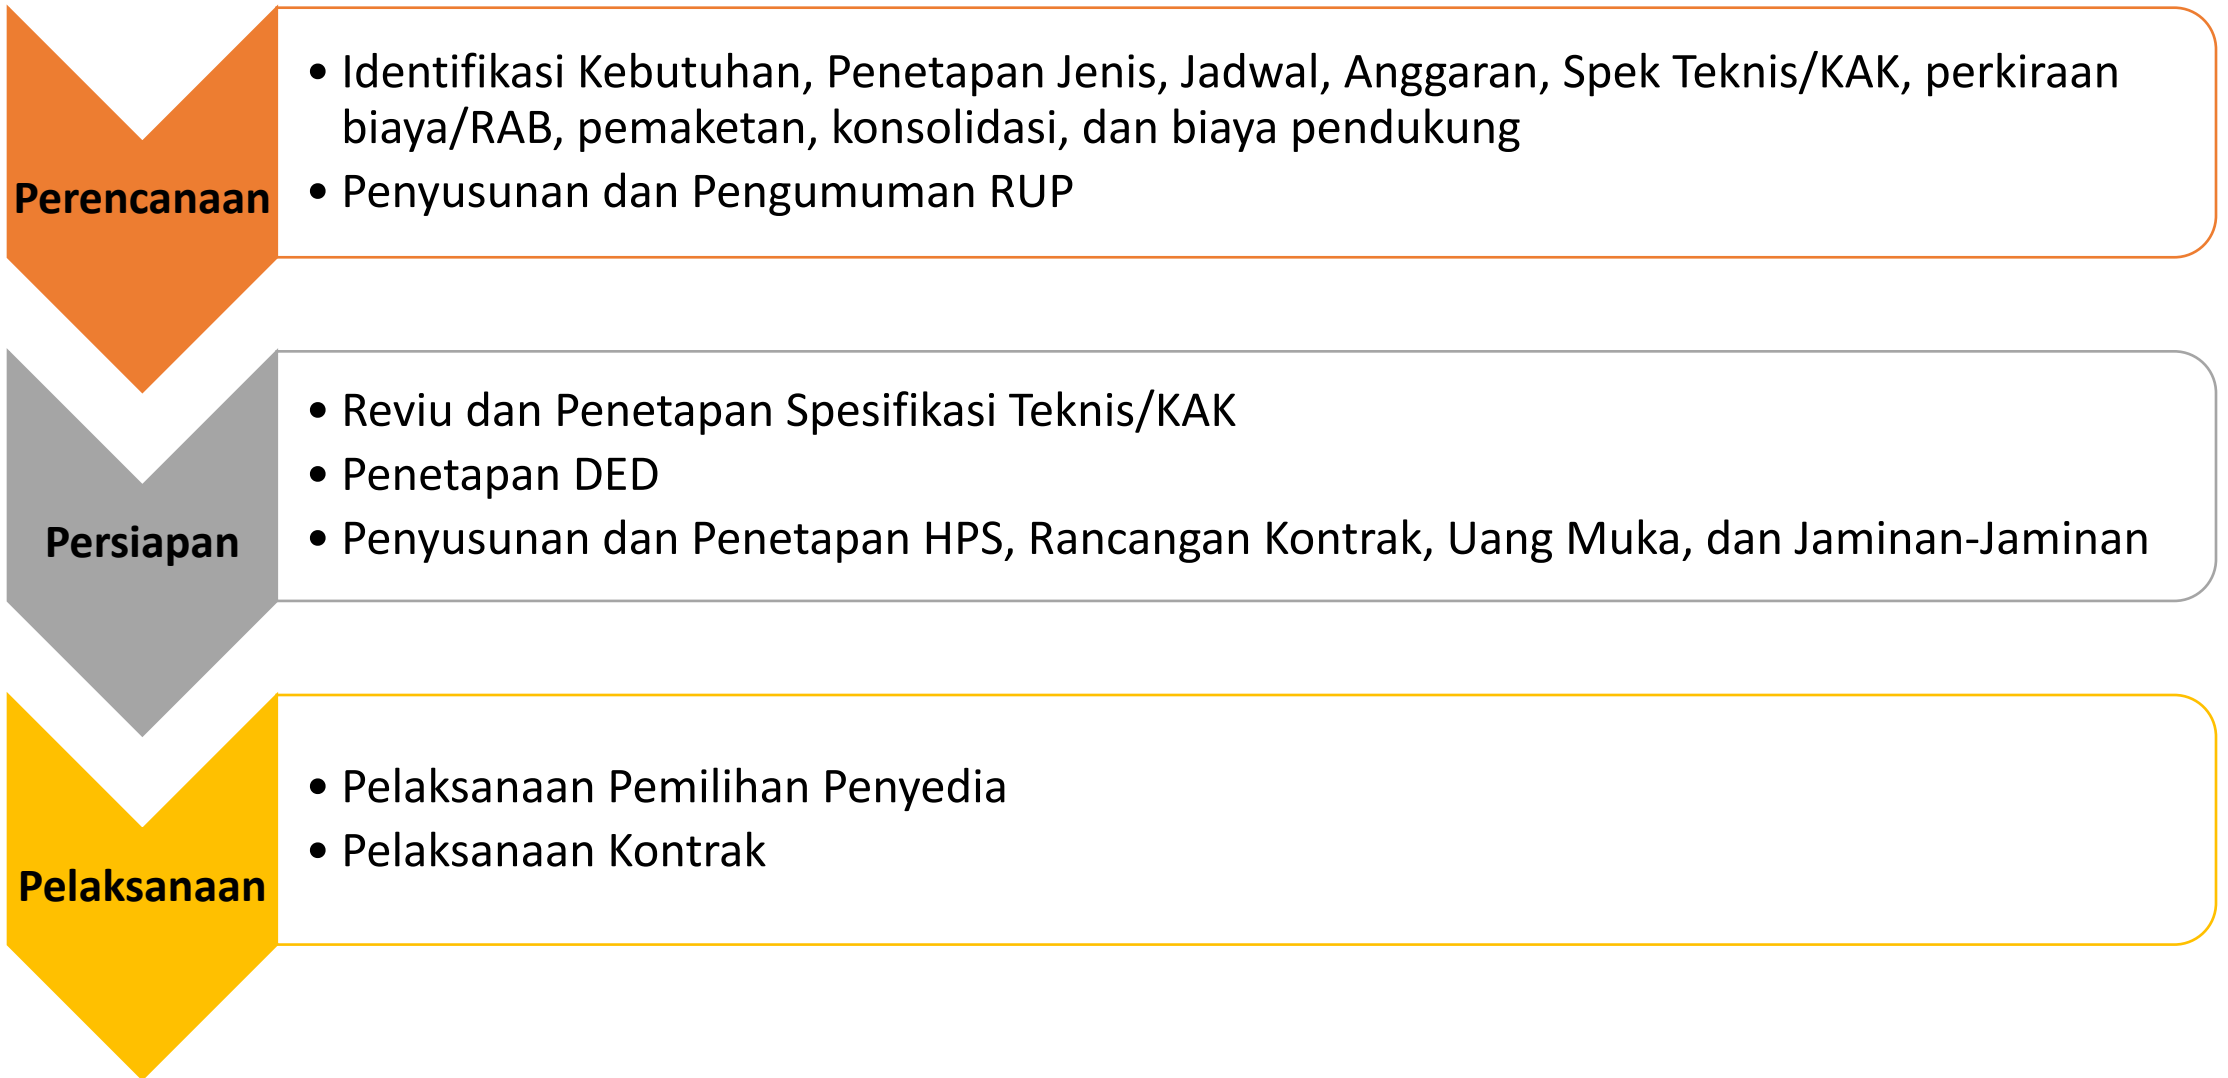 Perencanaan
• Identifikasi Kebutuhan, Penetapan Jenis, Jadwal, Anggaran, Spek Teknis/KAK, perkiraan
biaya/RAB, pemaketan, konsolidasi, dan biaya pendukung
• Penyusunan dan Pengumuman RUP
Persiapan
• Reviu dan Penetapan Spesifikasi Teknis/KAK
• Penetapan DED
• Penyusunan dan Penetapan HPS, Rancangan Kontrak, Uang Muka, dan Jaminan-Jaminan
Pelaksanaan
• Pelaksanaan Pemilihan Penyedia
• Pelaksanaan Kontrak